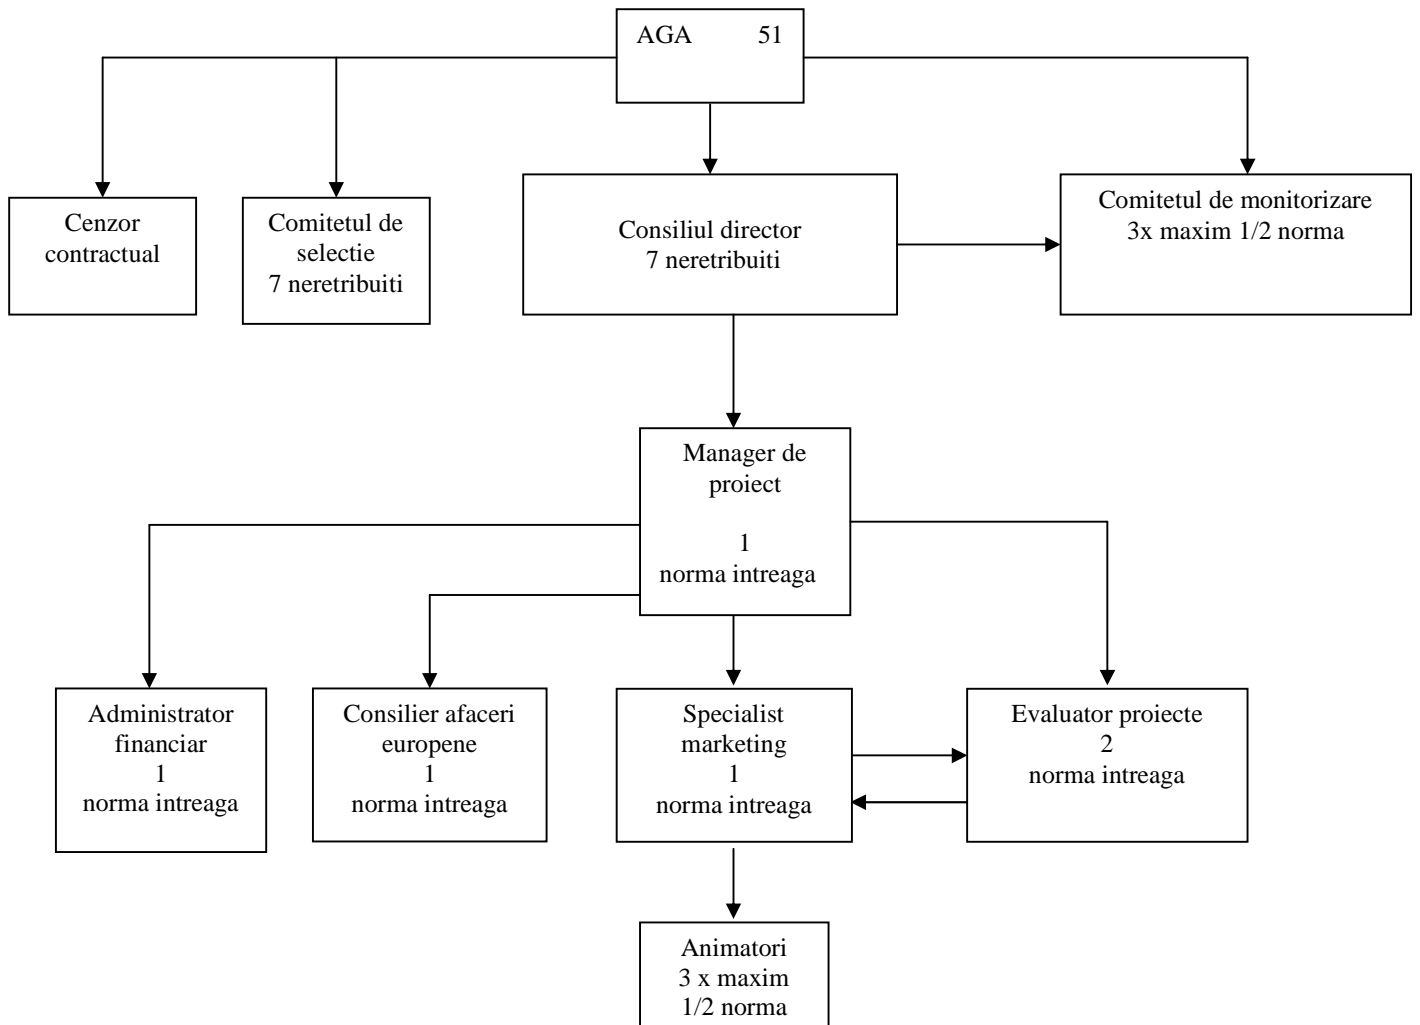 AGA 51
Cenzor
contractual
Comitetul de
selectie
7 neretribuiti
Consiliul director
7 neretribuiti
Comitetul de monitorizare
3x maxim 1/2 norma
Manager de
proiect
1
norma intreaga
Administrator
financiar
1
norma intreaga
Consilier afaceri
europene
1
norma intreaga
Specialist
marketing
1
norma intreaga
Evaluator proiecte
2
norma intreaga
Animatori
3 x maxim
1/2 norma